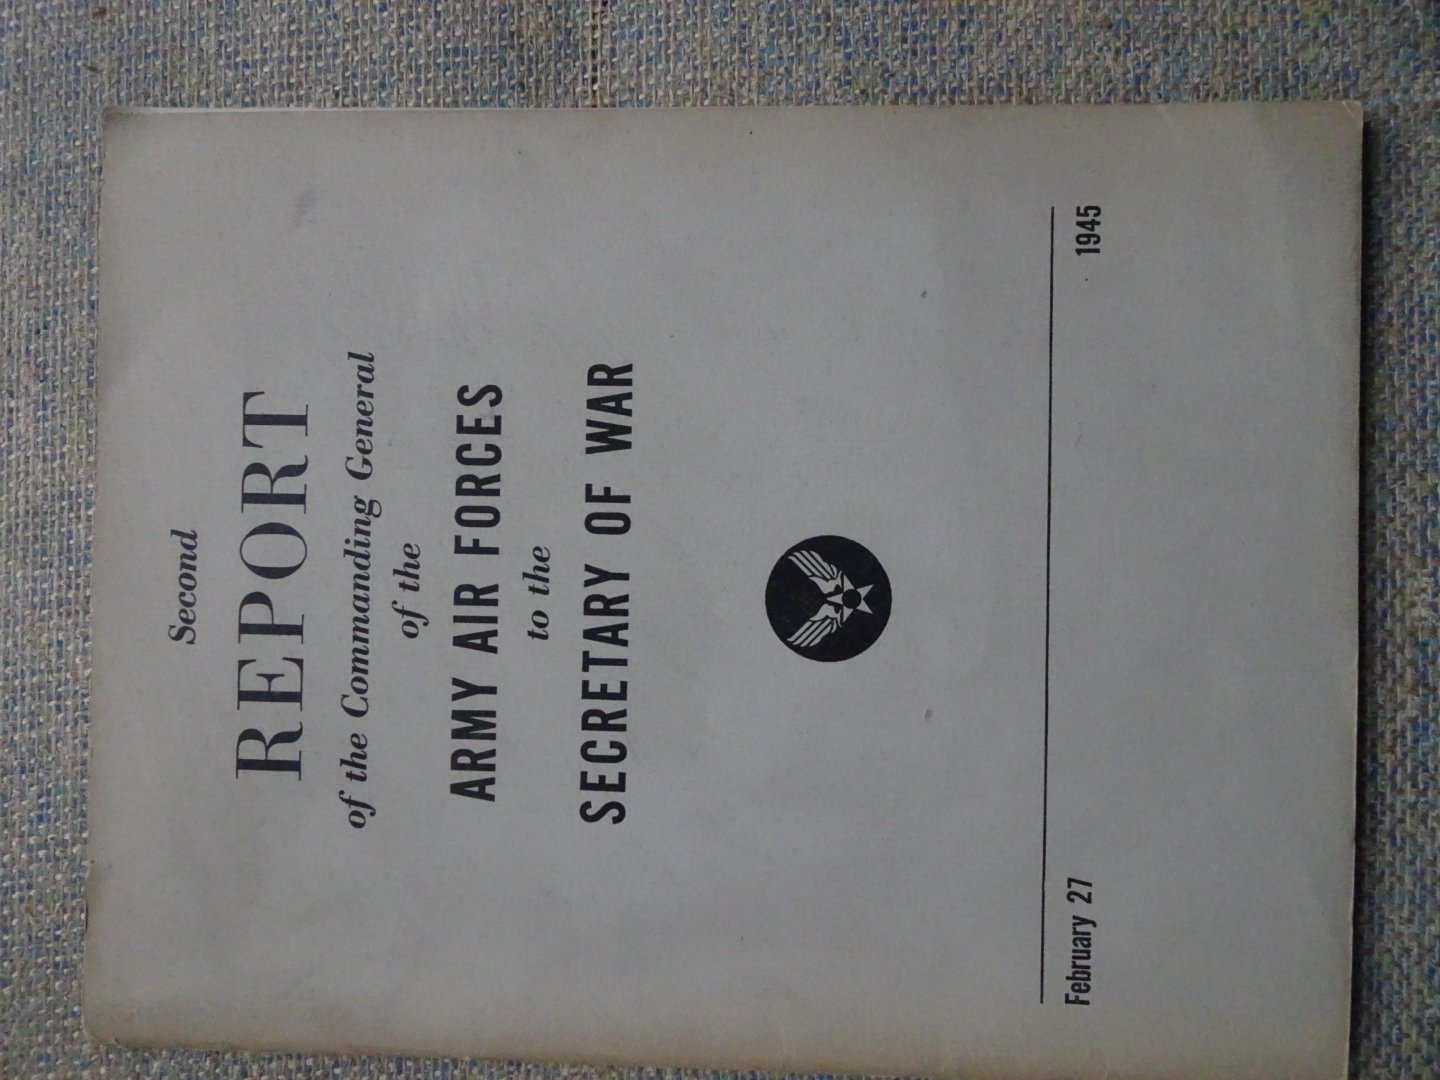 Second
REPORT
of the Commanding General
of the
ARMY AIR FORCES
to the
SECRETARY OF WAR
February 27 1945